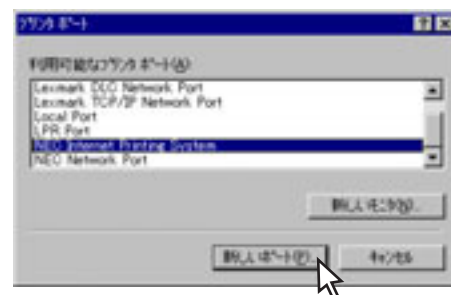 プリンタ ポート
利用可能なプリンタ ポート(A):
Lexmark DLC Network Port
Lexmark TCP/IP Network Port
Local Port
LPR Port
NEC Internet Printing System
NEC Network Port
新しいモニタ(N)...
新しいポート(P)...
キャンセル